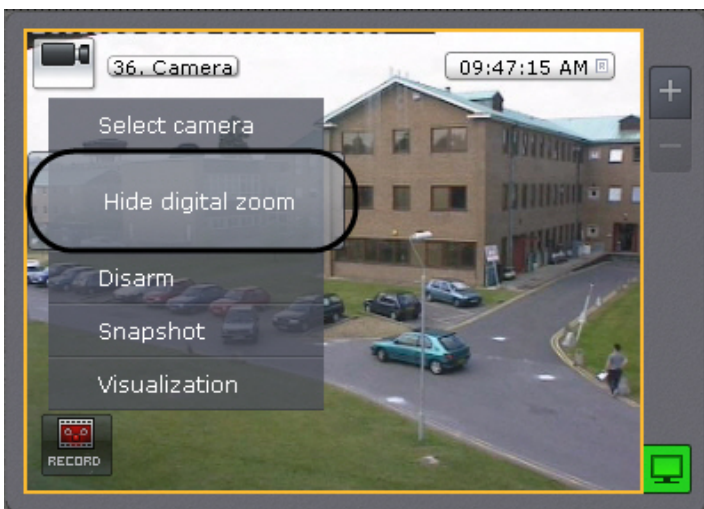 36. Camera
09:47:15 AM R
Select camera
Hide digital zoom
Disarm
Snapshot
Visualization
RECORD